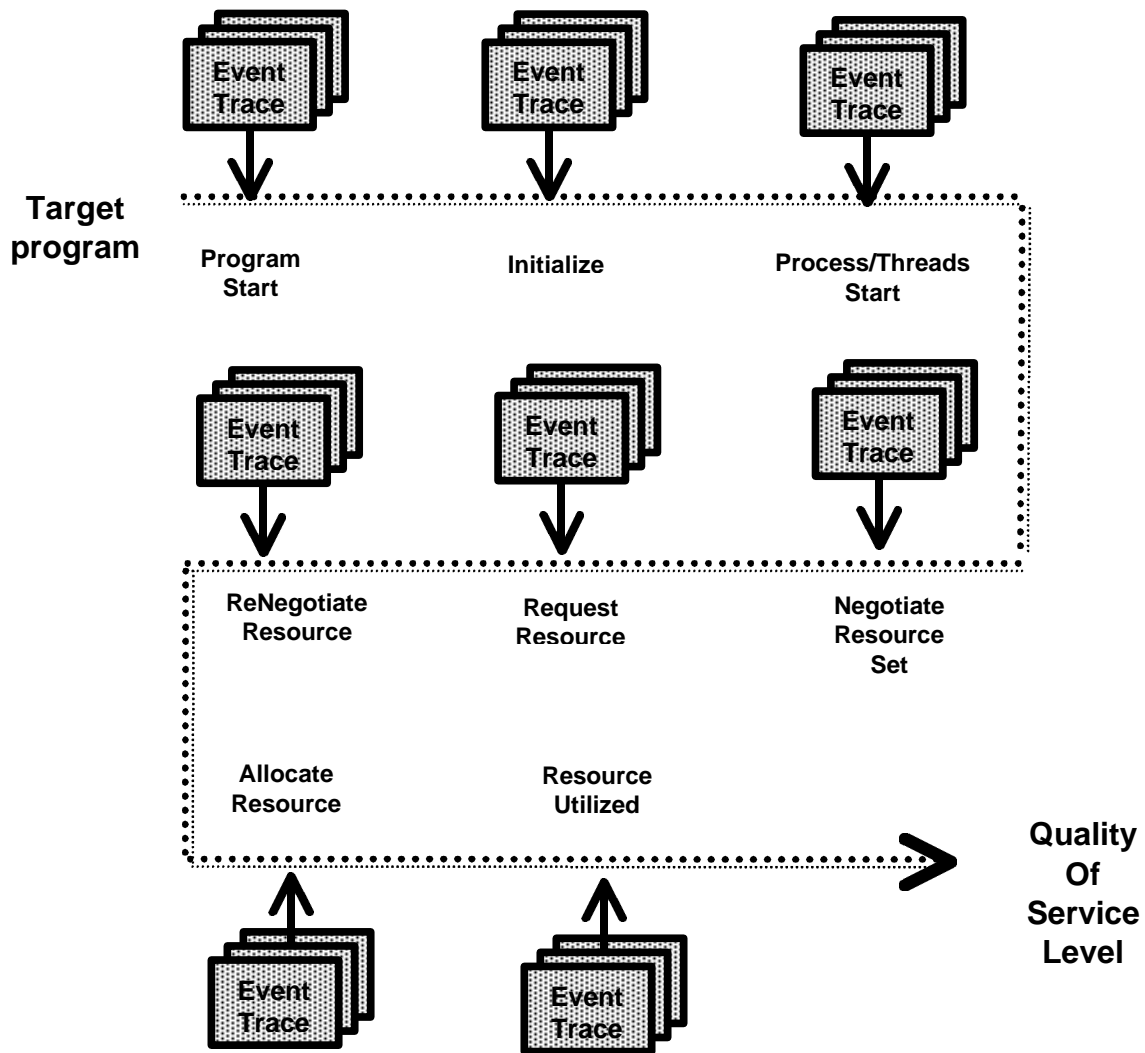 Event
Trace
Event
Trace
Event
Trace
Target
program
Program
Start
Initialize
Process/Threads
Start
Event
Trace
Event
Trace
Event
Trace
ReNegotiate
Resource
Request
Resource
Negotiate
Resource
Set
Allocate
Resource
Resource
Utilized
Quality
Of
Service
Level
Event
Trace
Event
Trace